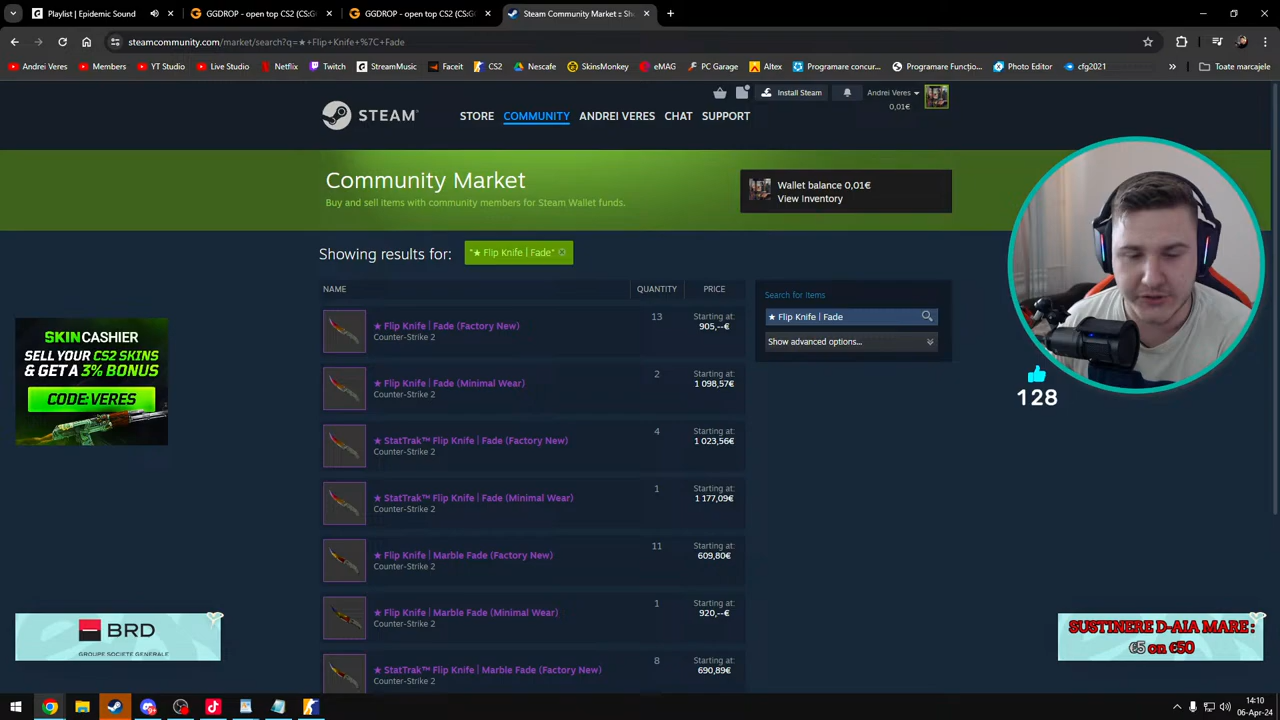 Playlist | Epidemic Sound
GGDROP - open top CS2 (CS:G
GGDROP - open top CS2 (CS:GC
Steam Community Market :: Sh
steamcommunity.com/market/search?q=★+Flip+Knife+%7C+Fade
Andrei Veres
Members
YT Studio
Live Studio
Netflix
Twitch
StreamMusic
Faceit
CS2
Nescafe
SkinsMonkey
eMAG
PC Garage
Altex
Programare concur...
Programare Functio...
Photo Editor
cfg2021
Toate marcajele
Install Steam
Andrei Veres
0,01€
STEAM
STORE
COMMUNITY
ANDREI VERES
CHAT
SUPPORT
Community Market
Buy and sell items with community members for Steam Wallet funds.
Wallet balance 0,01€
View Inventory
Showing results for:
"★ Flip Knife | Fade"
NAME
QUANTITY
PRICE
★ Flip Knife | Fade (Factory New)
Counter-Strike 2
13
Starting at:
905,--€
★ Flip Knife | Fade (Minimal Wear)
Counter-Strike 2
2
Starting at:
1 098,57€
★ StatTrak™ Flip Knife | Fade (Factory New)
Counter-Strike 2
4
Starting at:
1 023,56€
★ StatTrak™ Flip Knife | Fade (Minimal Wear)
Counter-Strike 2
1
Starting at:
1 177,09€
★ Flip Knife | Marble Fade (Factory New)
Counter-Strike 2
11
Starting at:
609,80€
★ Flip Knife | Marble Fade (Minimal Wear)
Counter-Strike 2
1
Starting at:
920,--€
★ StatTrak™ Flip Knife | Marble Fade (Factory New)
Counter-Strike 2
8
Starting at:
690,89€
Search for Items
★ Flip Knife | Fade
Show advanced options...
SKINCASHIER
SELL YOUR CS2 SKINS
& GET A 3% BONUS
CODE: VERES
128
BRD
GROUPE SOCIETE GENERALE
SUSTINERE D-AIA MARE :
€5 on €50
14:10
06-Apr-24